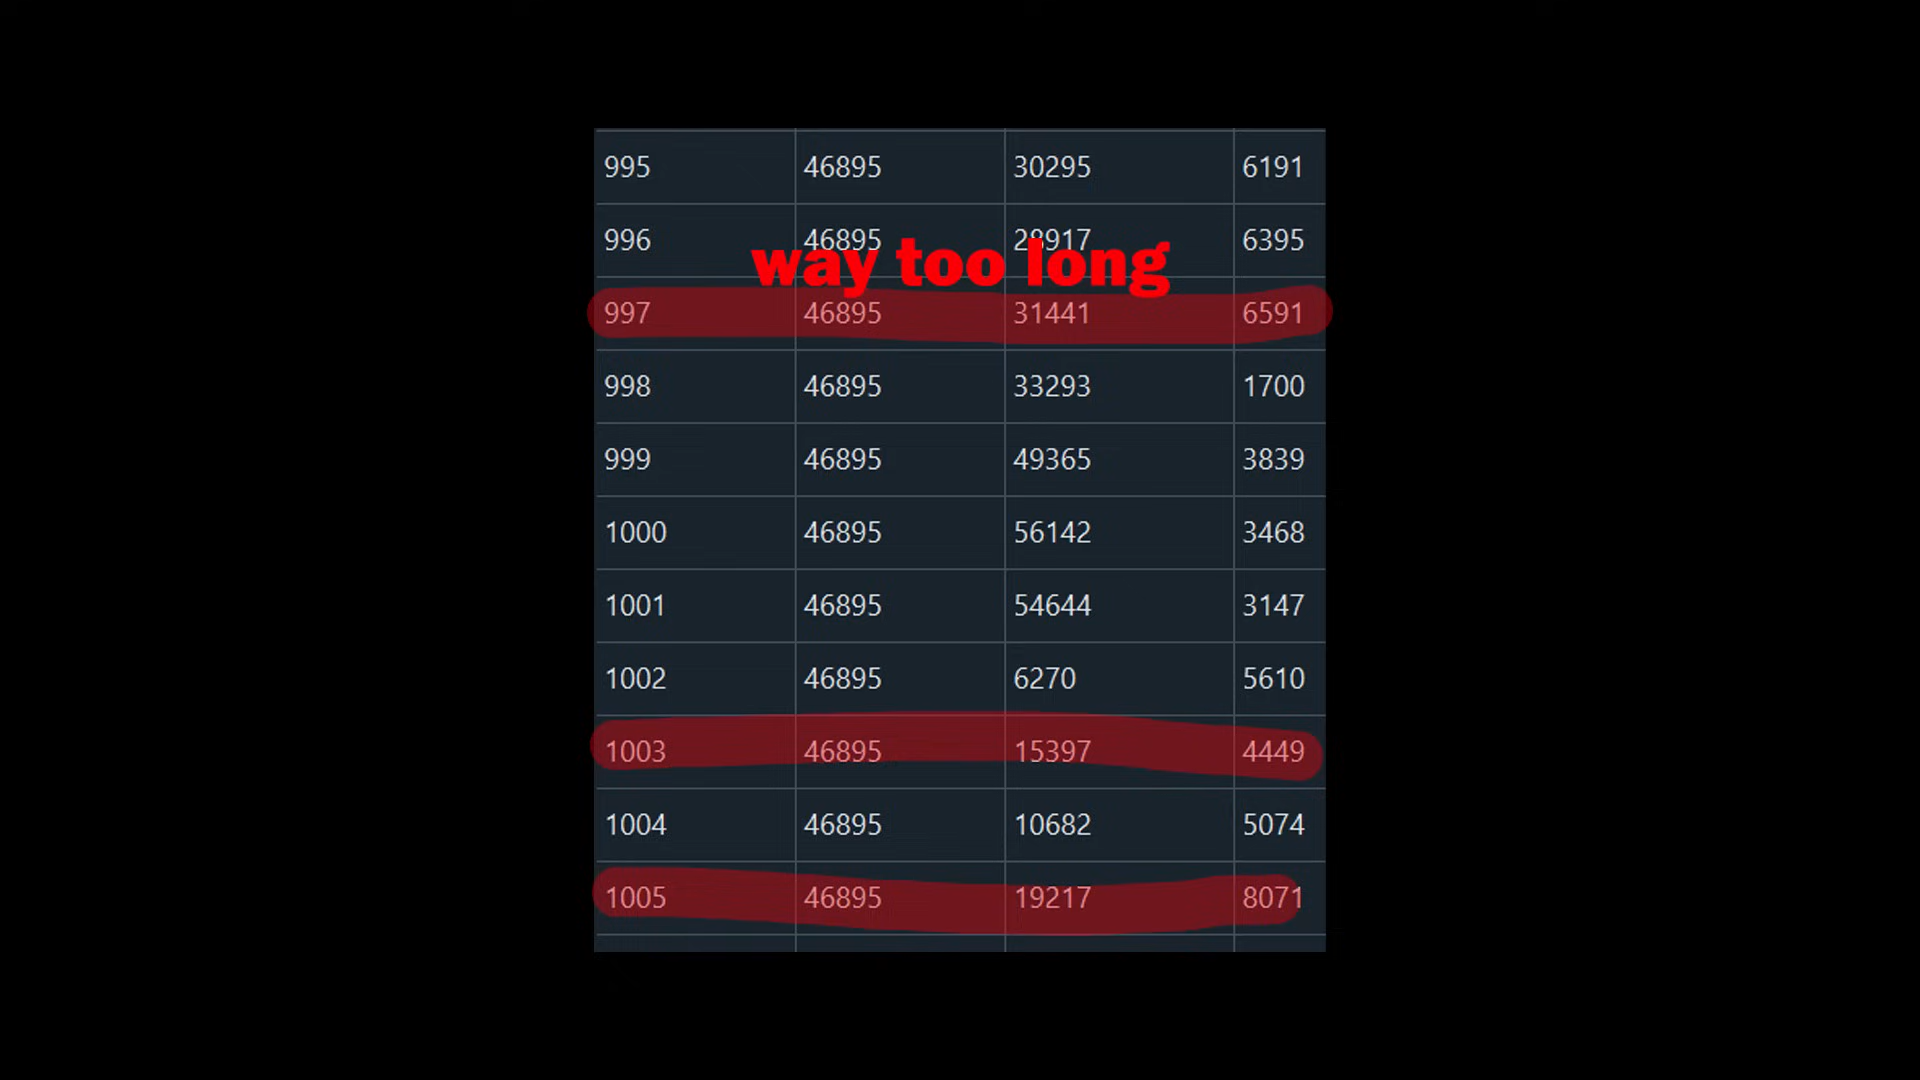 995 46895 30295 6191
996 46895 28917 6395
way too long
997 46895 31441 6591
998 46895 33293 1700
999 46895 49365 3839
1000 46895 56142 3468
1001 46895 54644 3147
1002 46895 6270 5610
1003 46895 15397 4449
1004 46895 10682 5074
1005 46895 19217 8071